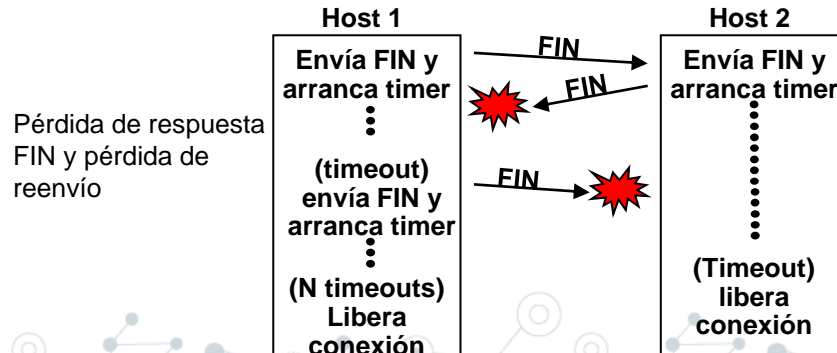 Host 1
Host 2
Pérdida de respuesta
FIN y pérdida de
reenvío
Envía FIN y
arranca timer
(timeout)
envía FIN y
arranca timer
(N timeouts)
Libera
conexión
FIN
FIN
FIN
Envía FIN y
arranca timer
(Timeout)
libera
conexión